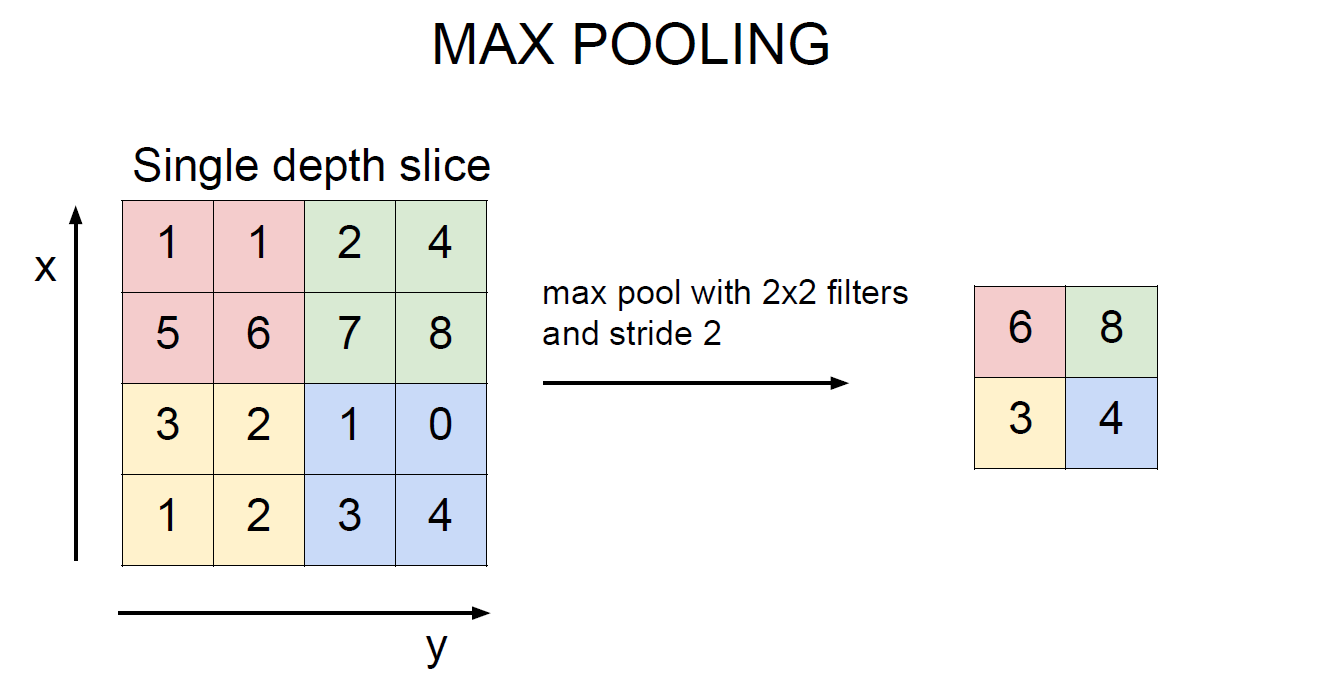 MAX POOLING
Single depth slice
x
1 1 2 4
5 6 7 8
3 2 1 0
1 2 3 4
y
max pool with 2x2 filters
and stride 2
6 8
3 4